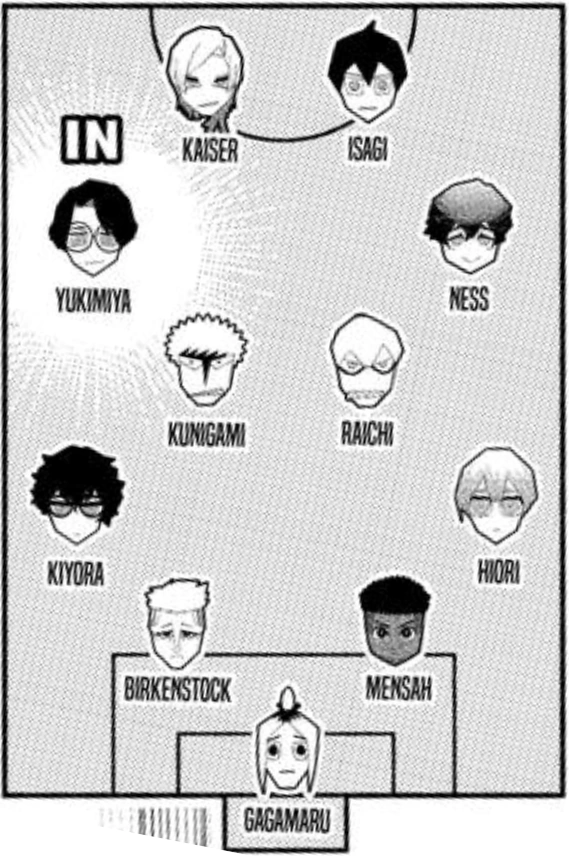 KAISER
ISAGI
IN
YUKIMIYA
NESS
KUNIGAMI
RAICHI
KIYORA
HIORI
BIRKENSTOCK
MENSAH
GAGAMARU